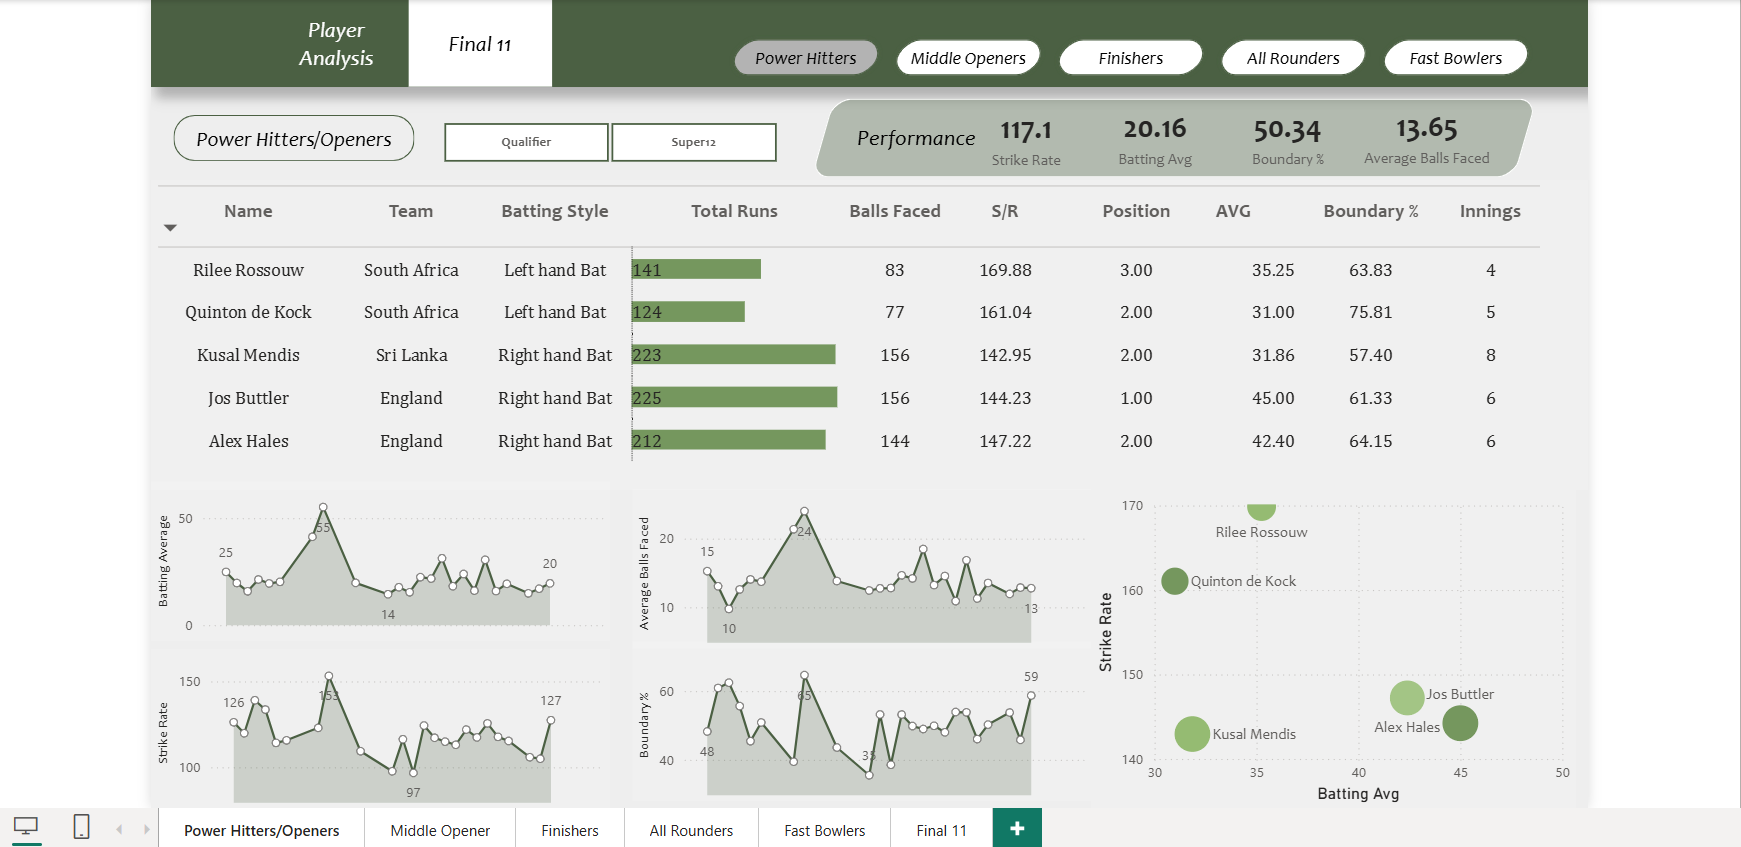 Player
Analysis
Final 11
Power Hitters
Middle Openers
Finishers
All Rounders
Fast Bowlers
Power Hitters/Openers
Qualifier
Super12
Performance
117.1
Strike Rate
20.16
Batting Avg
50.34
Boundary %
13.65
Average Balls Faced
Name Team Batting Style Total Runs Balls Faced S/R Position AVG Boundary % Innings
Rilee Rossouw South Africa Left hand Bat 141 83 169.88 3.00 35.25 63.83 4
Quinton de Kock South Africa Left hand Bat 124 77 161.04 2.00 31.00 75.81 5
Kusal Mendis Sri Lanka Right hand Bat 223 156 142.95 2.00 31.86 57.40 8
Jos Buttler England Right hand Bat 225 156 144.23 1.00 45.00 61.33 6
Alex Hales England Right hand Bat 212 144 147.22 2.00 42.40 64.15 6
Batting Average
50
0
25
55
14
20
Average Balls Faced
20
10
15
10
24
13
Strike Rate
150
100
126
153
97
127
Boundary %
60
40
48
65
35
59
Strike Rate
170
160
150
140
Rilee Rossouw
Quinton de Kock
Jos Buttler
Alex Hales
Kusal Mendis
30 35 40 45 50
Batting Avg
Power Hitters/Openers
Middle Opener
Finishers
All Rounders
Fast Bowlers
Final 11
+